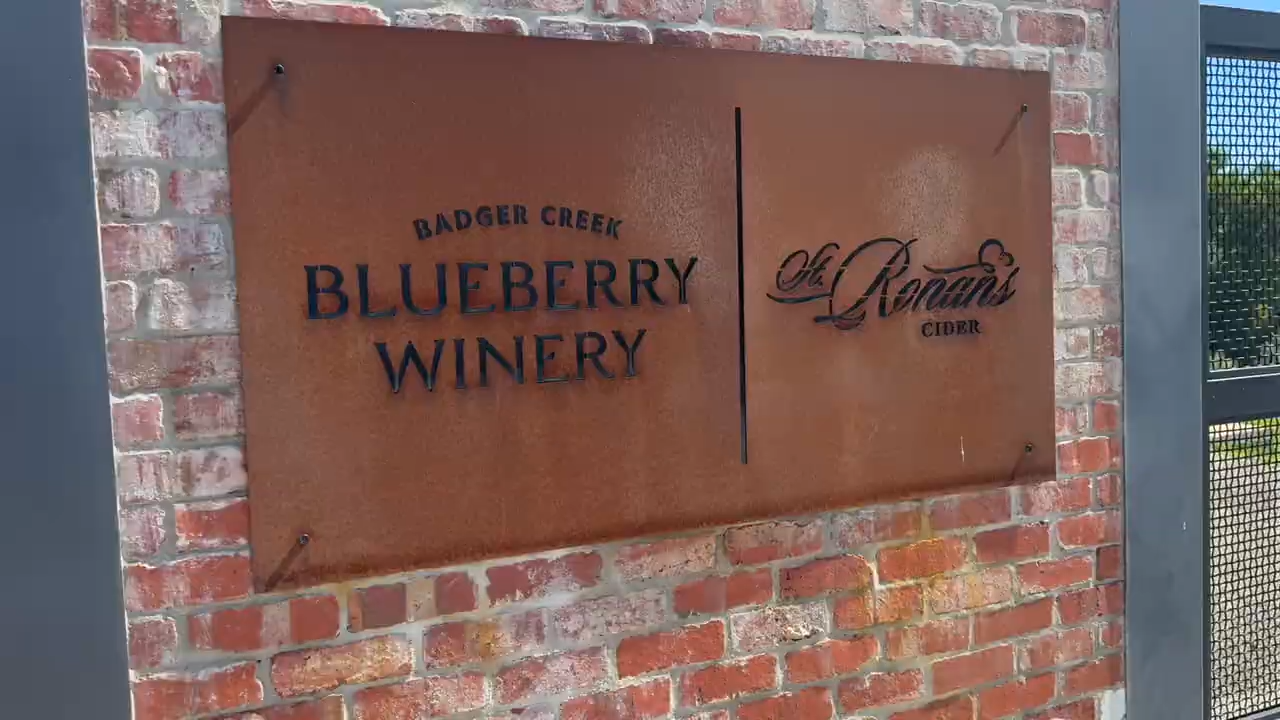 BADGER CREEK
BLUEBERRY
WINERY
St. Ronan's
CIDER